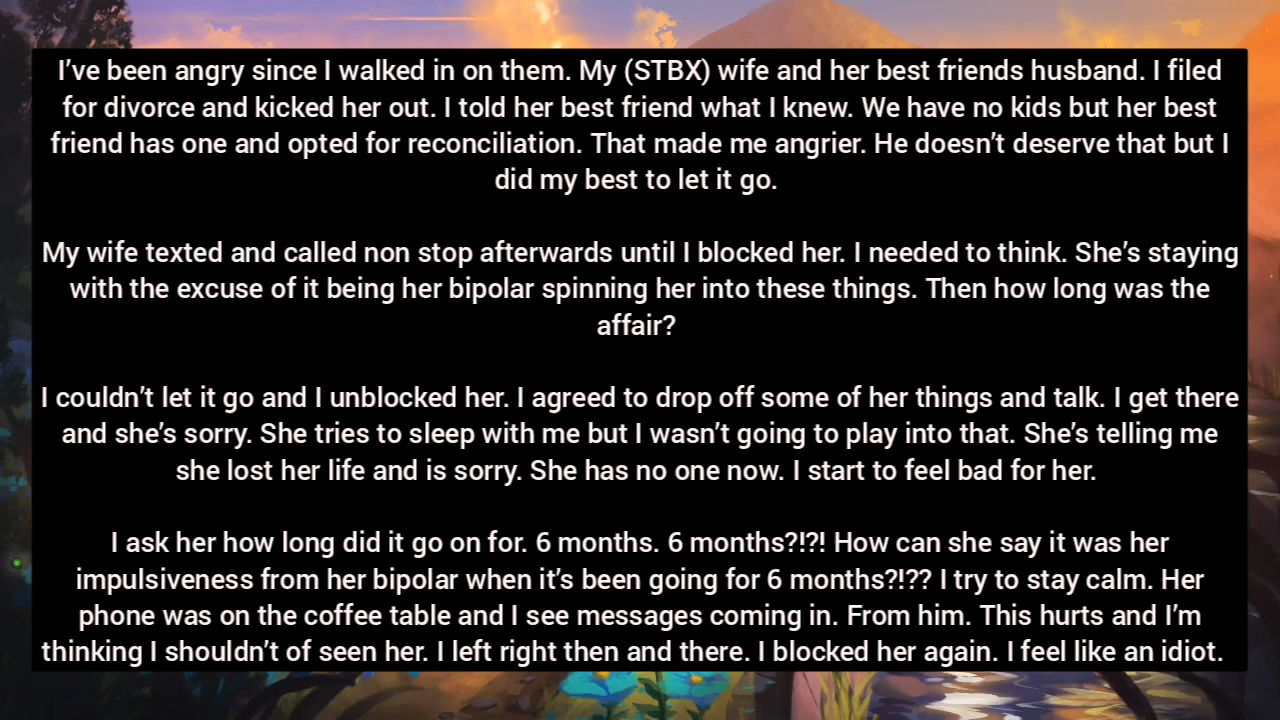 I’ve been angry since I walked in on them. My (STBX) wife and her best friends husband. I filed
for divorce and kicked her out. I told her best friend what I knew. We have no kids but her best
friend has one and opted for reconciliation. That made me angrier. He doesn’t deserve that but I
did my best to let it go.
My wife texted and called non stop afterwards until I blocked her. I needed to think. She’s staying
with the excuse of it being her bipolar spinning her into these things. Then how long was the
affair?
I couldn’t let it go and I unblocked her. I agreed to drop off some of her things and talk. I get there
and she’s sorry. She tries to sleep with me but I wasn’t going to play into that. She’s telling me
she lost her life and is sorry. She has no one now. I start to feel bad for her.
I ask her how long did it go on for. 6 months. 6 months?!?! How can she say it was her
impulsiveness from her bipolar when it’s been going for 6 months?!?? I try to stay calm. Her
phone was on the coffee table and I see messages coming in. From him. This hurts and I’m
thinking I shouldn’t of seen her. I left right then and there. I blocked her again. I feel like an idiot.